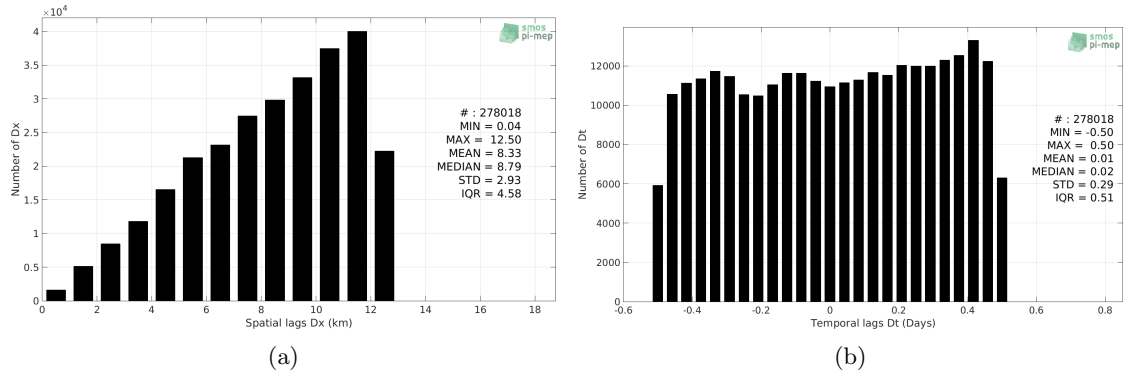 ×10⁴
4
3.5
3
2.5
2
1.5
1
0.5
0
Number of Dx
0 2 4 6 8 10 12 14 16 18
Spatial lags Dx (km)
smos
pi-mep
# : 278018
MIN = 0.04
MAX = 12.50
MEAN = 8.33
MEDIAN = 8.79
STD = 2.93
IQR = 4.58
(a)
12000
10000
8000
6000
4000
2000
0
Number of Dt
-0.6 -0.4 -0.2 0 0.2 0.4 0.6 0.8
Temporal lags Dt (Days)
smos
pi-mep
# : 278018
MIN = -0.50
MAX = 0.50
MEAN = 0.01
MEDIAN = 0.02
STD = 0.29
IQR = 0.51
(b)